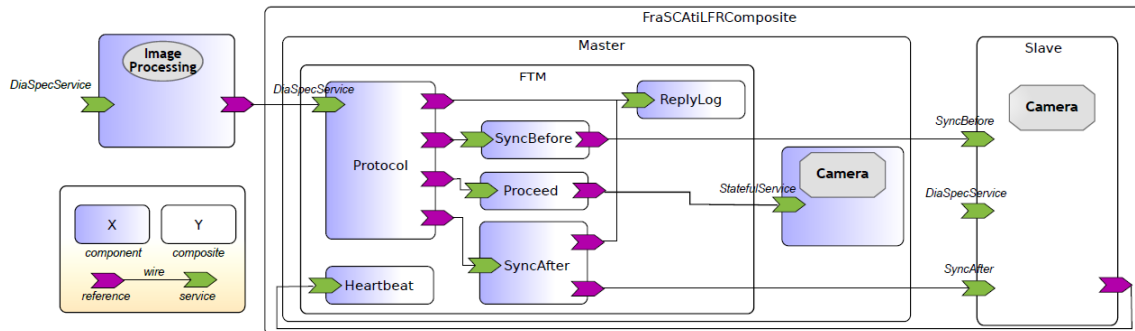 FraSCAtiLFRComposite
Master
Slave
Image
Processing
FTM
DiaSpecService
DiaSpecService
ReplyLog
Camera
SyncBefore
SyncBefore
Protocol
Camera
Proceed
StatefulService
DiaSpecService
X
Y
component
composite
wire
reference
service
SyncAfter
SyncAfter
Heartbeat